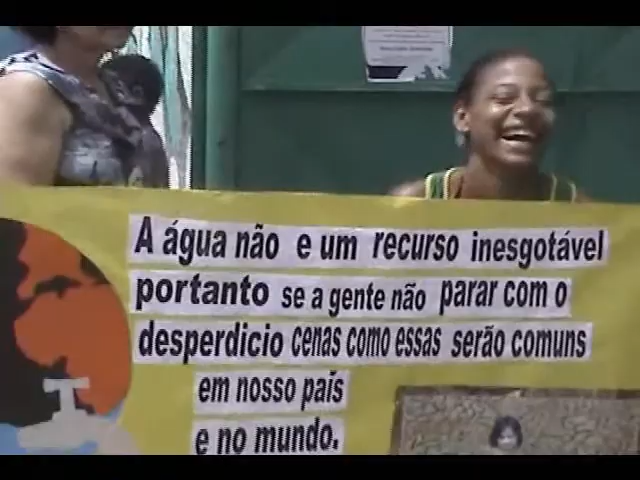 A água não e um recurso inesgotável
portanto se a gente não parar com o
desperdicio cenas como essas serão comuns
em nosso país
e no mundo.